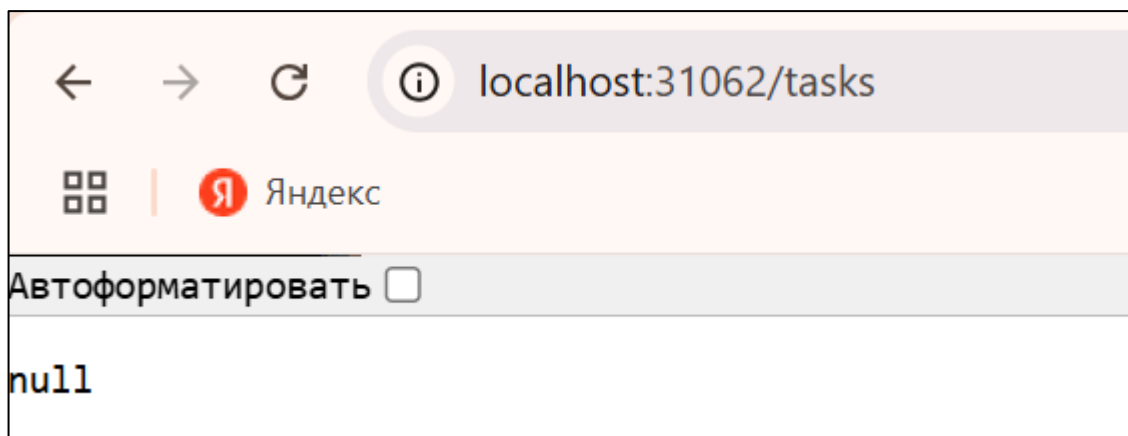 localhost:31062/tasks
Я Яндекс
Автоформатировать
null